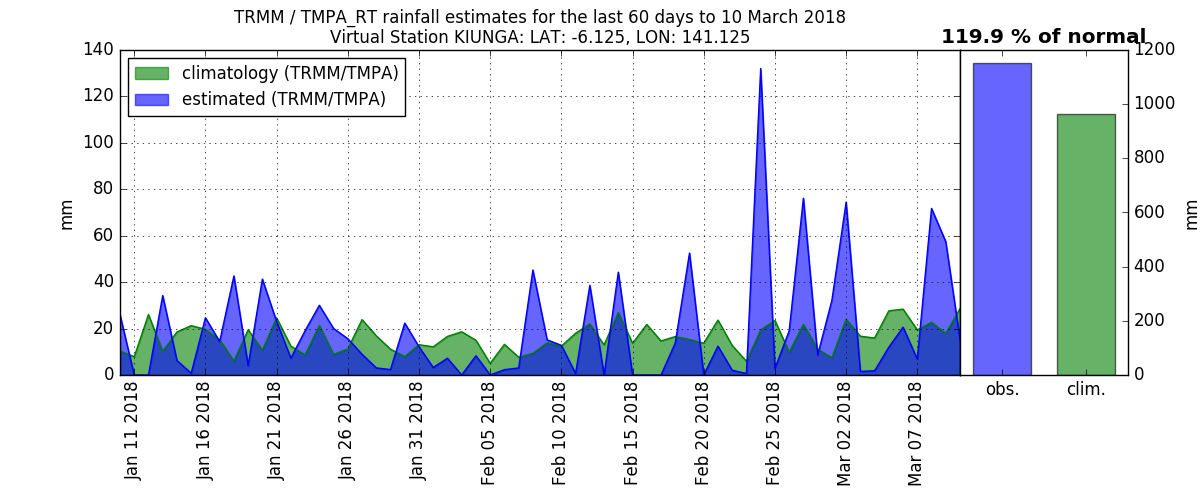 TRMM / TMPA_RT rainfall estimates for the last 60 days to 10 March 2018
Virtual Station KIUNGA: LAT: -6.125, LON: 141.125
119.9 % of normal
climatology (TRMM/TMPA)
estimated (TRMM/TMPA)
mm
140
120
100
80
60
40
20
0
Jan 11 2018
Jan 16 2018
Jan 21 2018
Jan 26 2018
Jan 31 2018
Feb 05 2018
Feb 10 2018
Feb 15 2018
Feb 20 2018
Feb 25 2018
Mar 02 2018
Mar 07 2018
obs.
clim.
1200
1000
800
600
400
200
0
mm